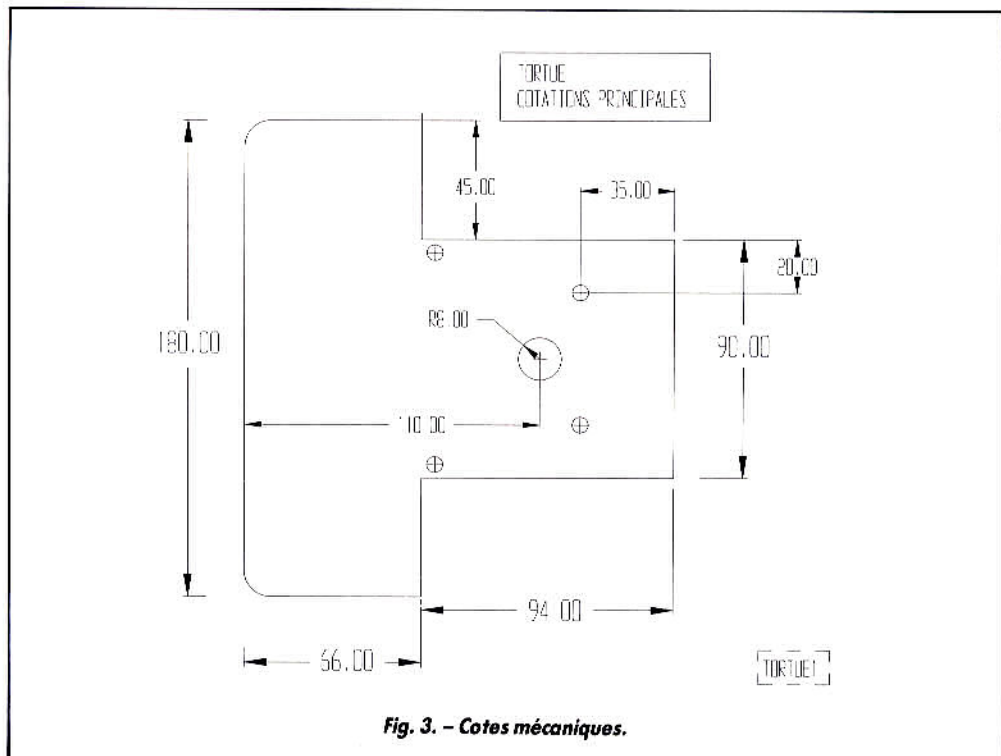 TORTUE
COTATIONS PRINCIPALES
45.00
35.00
20.00
R8.00
180.00
90.00
110.00
94.00
66.00
TORTUE1
Fig. 3. – Cotes mécaniques.